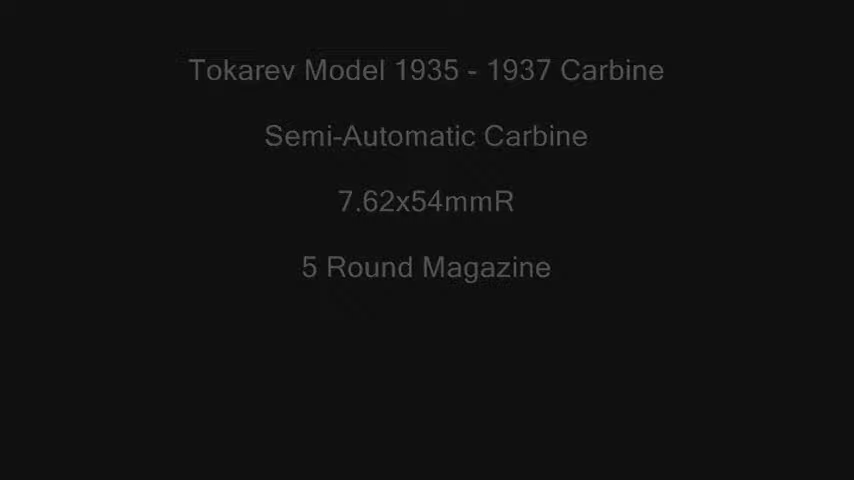 Tokarev Model 1935 - 1937 Carbine
Semi-Automatic Carbine
7.62x54mmR
5 Round Magazine